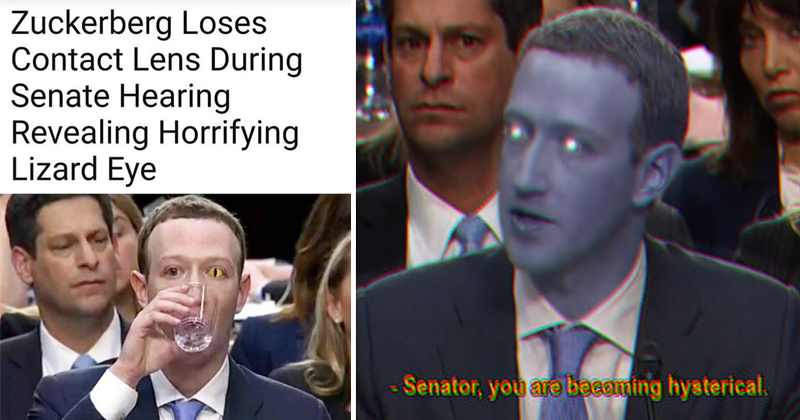 Zuckerberg Loses
Contact Lens During
Senate Hearing
Revealing Horrifying
Lizard Eye
- Senator, you are becoming hysterical.